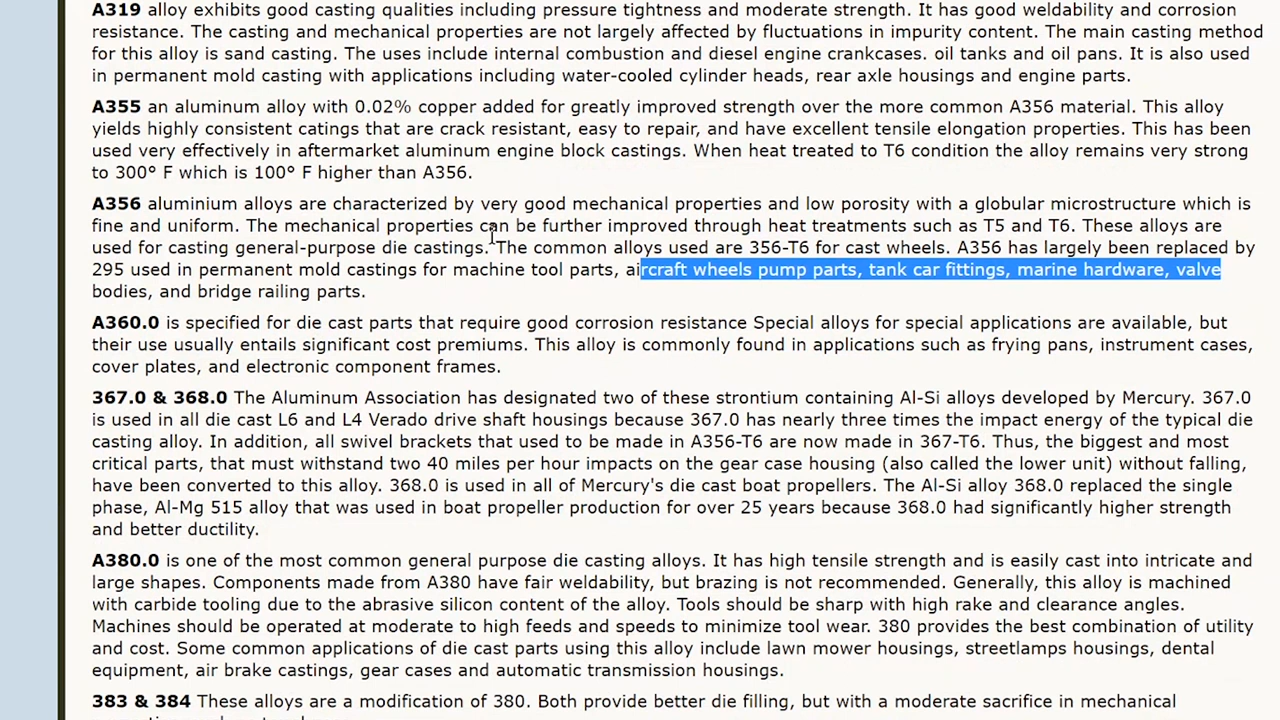 A319 alloy exhibits good casting qualities including pressure tightness and moderate strength. It has good weldability and corrosion
resistance. The casting and mechanical properties are not largely affected by fluctuations in impurity content. The main casting method
for this alloy is sand casting. The uses include internal combustion and diesel engine crankcases. oil tanks and oil pans. It is also used
in permanent mold casting with applications including water-cooled cylinder heads, rear axle housings and engine parts.
A355 an aluminum alloy with 0.02% copper added for greatly improved strength over the more common A356 material. This alloy
yields highly consistent catings that are crack resistant, easy to repair, and have excellent tensile elongation properties. This has been
used very effectively in aftermarket aluminum engine block castings. When heat treated to T6 condition the alloy remains very strong
to 300° F which is 100° F higher than A356.
A356 aluminium alloys are characterized by very good mechanical properties and low porosity with a globular microstructure which is
fine and uniform. The mechanical properties can be further improved through heat treatments such as T5 and T6. These alloys are
used for casting general-purpose die castings. The common alloys used are 356-T6 for cast wheels. A356 has largely been replaced by
295 used in permanent mold castings for machine tool parts, aircraft wheels pump parts, tank car fittings, marine hardware, valve
bodies, and bridge railing parts.
A360.0 is specified for die cast parts that require good corrosion resistance Special alloys for special applications are available, but
their use usually entails significant cost premiums. This alloy is commonly found in applications such as frying pans, instrument cases,
cover plates, and electronic component frames.
367.0 & 368.0 The Aluminum Association has designated two of these strontium containing Al-Si alloys developed by Mercury. 367.0
is used in all die cast L6 and L4 Verado drive shaft housings because 367.0 has nearly three times the impact energy of the typical die
casting alloy. In addition, all swivel brackets that used to be made in A356-T6 are now made in 367-T6. Thus, the biggest and most
critical parts, that must withstand two 40 miles per hour impacts on the gear case housing (also called the lower unit) without falling,
have been converted to this alloy. 368.0 is used in all of Mercury's die cast boat propellers. The Al-Si alloy 368.0 replaced the single
phase, Al-Mg 515 alloy that was used in boat propeller production for over 25 years because 368.0 had significantly higher strength
and better ductility.
A380.0 is one of the most common general purpose die casting alloys. It has high tensile strength and is easily cast into intricate and
large shapes. Components made from A380 have fair weldability, but brazing is not recommended. Generally, this alloy is machined
with carbide tooling due to the abrasive silicon content of the alloy. Tools should be sharp with high rake and clearance angles.
Machines should be operated at moderate to high feeds and speeds to minimize tool wear. 380 provides the best combination of utility
and cost. Some common applications of die cast parts using this alloy include lawn mower housings, streetlamps housings, dental
equipment, air brake castings, gear cases and automatic transmission housings.
383 & 384 These alloys are a modification of 380. Both provide better die filling, but with a moderate sacrifice in mechanical